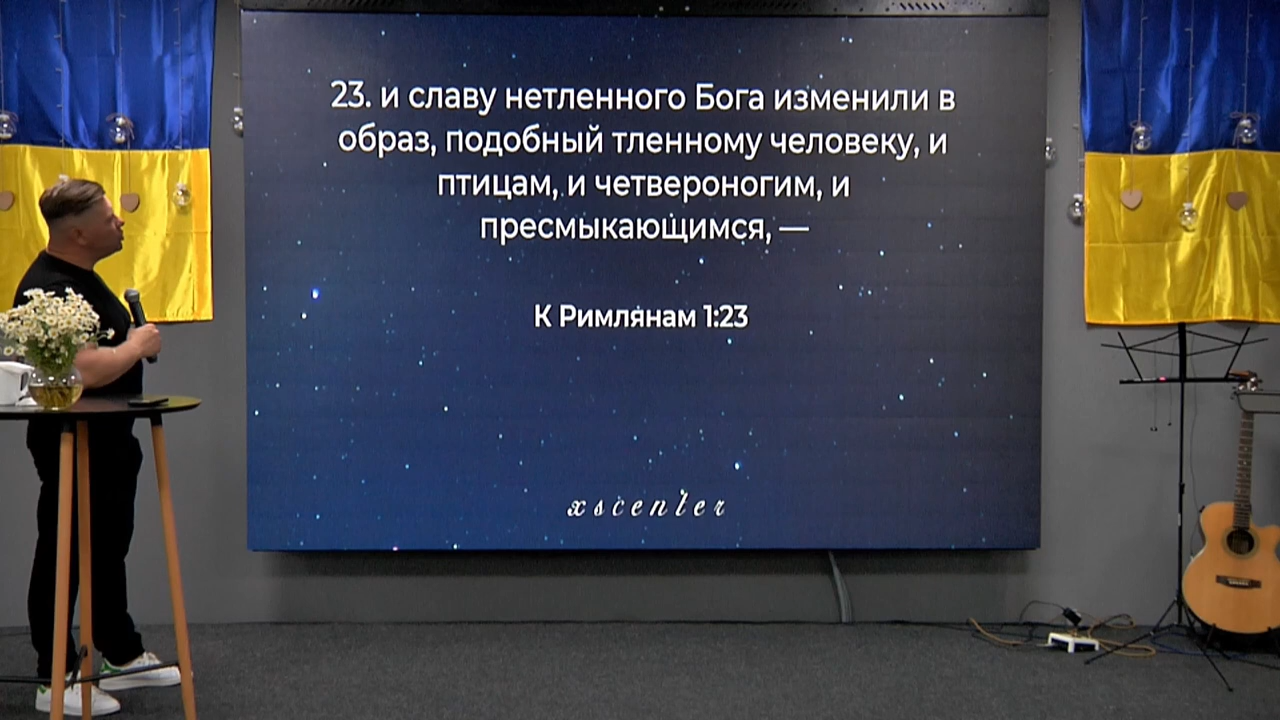 23. и славу нетленного Бога изменили в
образ, подобный тленному человеку, и
птицам, и четвероногим, и
пресмыкающимся, —
К Римлянам 1:23
xscenter